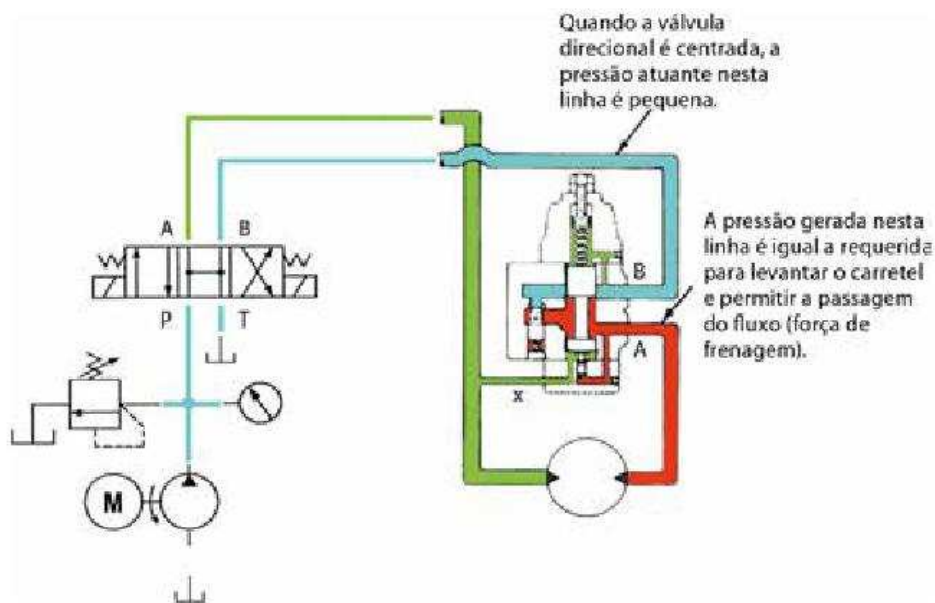 Quando a válvula
direcional é centrada, a
pressão atuante nesta
linha é pequena.
A pressão gerada nesta
linha é igual a requerida
para levantar o carretel
e permitir a passagem
do fluxo (força de
frenagem).
A B
P T
B
A
x
M